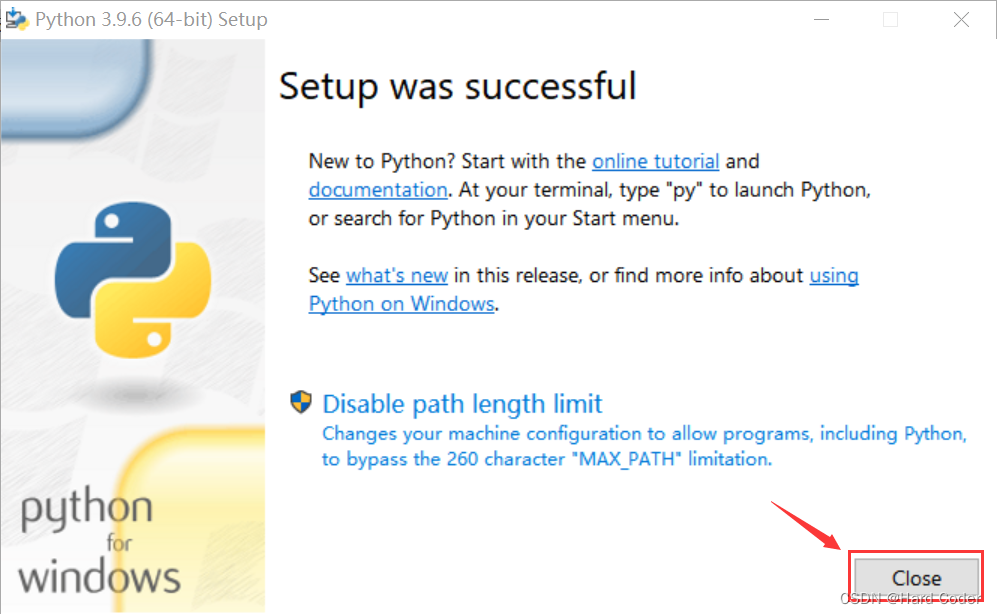 Python 3.9.6 (64-bit) Setup
Setup was successful
New to Python? Start with the online tutorial and
documentation. At your terminal, type "py" to launch Python,
or search for Python in your Start menu.
See what's new in this release, or find more info about using
Python on Windows.
Disable path length limit
Changes your machine configuration to allow programs, including Python,
to bypass the 260 character "MAX_PATH" limitation.
python
for
windows
Close
CSDN @Hard Coder